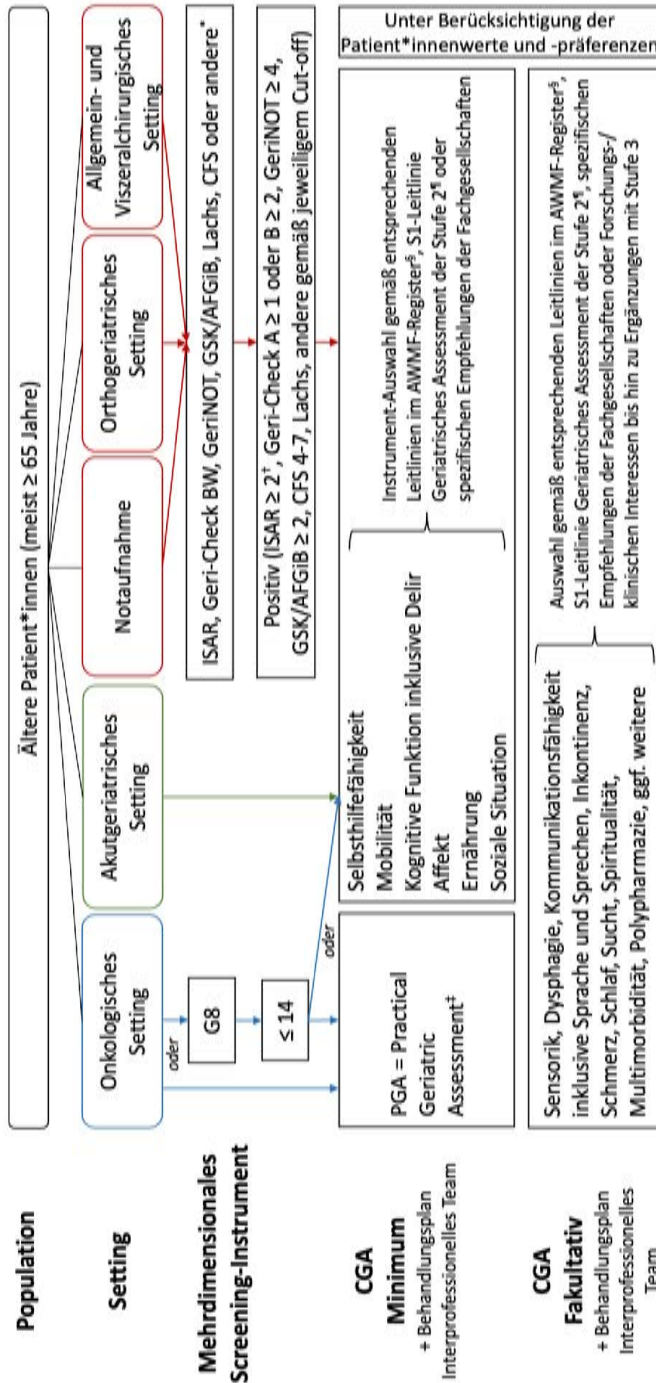 Population
Ältere Patient*innen (meist ≥ 65 Jahre)
Setting
Onkologisches
Setting
Akutgeriatrisches
Setting
Notaufnahme
Orthogeriatrisches
Setting
Allgemein- und
Viszeralchirurgisches
Setting
oder
Mehrdimensionales
Screening-Instrument
G8
≤ 14
ISAR, Geri-Check BW, GeriNOT, GSK/AFGiB, Lachs, CFS oder andere*
Positiv (ISAR ≥ 2†, Geri-Check A ≥ 1 oder B ≥ 2, GeriNOT ≥ 4,
GSK/AFGiB ≥ 2, CFS 4-7, Lachs, andere gemäß jeweiligem Cut-off)
oder
CGA
Minimum
+ Behandlungsplan
Interprofessionelles Team
PGA = Practical
Geriatric
Assessment‡
Selbsthilfefähigkeit
Mobilität
Kognitive Funktion inklusive Delir
Affekt
Ernährung
Soziale Situation
Instrument-Auswahl gemäß entsprechenden
Leitlinien im AWMF-Register§, S1-Leitlinie
Geriatrisches Assessment der Stufe 2¶ oder
spezifischen Empfehlungen der Fachgesellschaften
Unter Berücksichtigung der
Patient*innenwerte und -präferenzen
CGA
Fakultativ
+ Behandlungsplan
Interprofessionelles
Team
Sensorik, Dysphagie, Kommunikationsfähigkeit
inklusive Sprache und Sprechen, Inkontinenz,
Schmerz, Schlaf, Sucht, Spiritualität,
Multimorbidität, Polypharmazie, ggf. weitere
Auswahl gemäß entsprechenden Leitlinien im AWMF-Register§,
S1-Leitlinie Geriatrisches Assessment der Stufe 2¶, spezifischen
Empfehlungen der Fachgesellschaften oder Forschungs-/
klinischen Interessen bis hin zu Ergänzungen mit Stufe 3